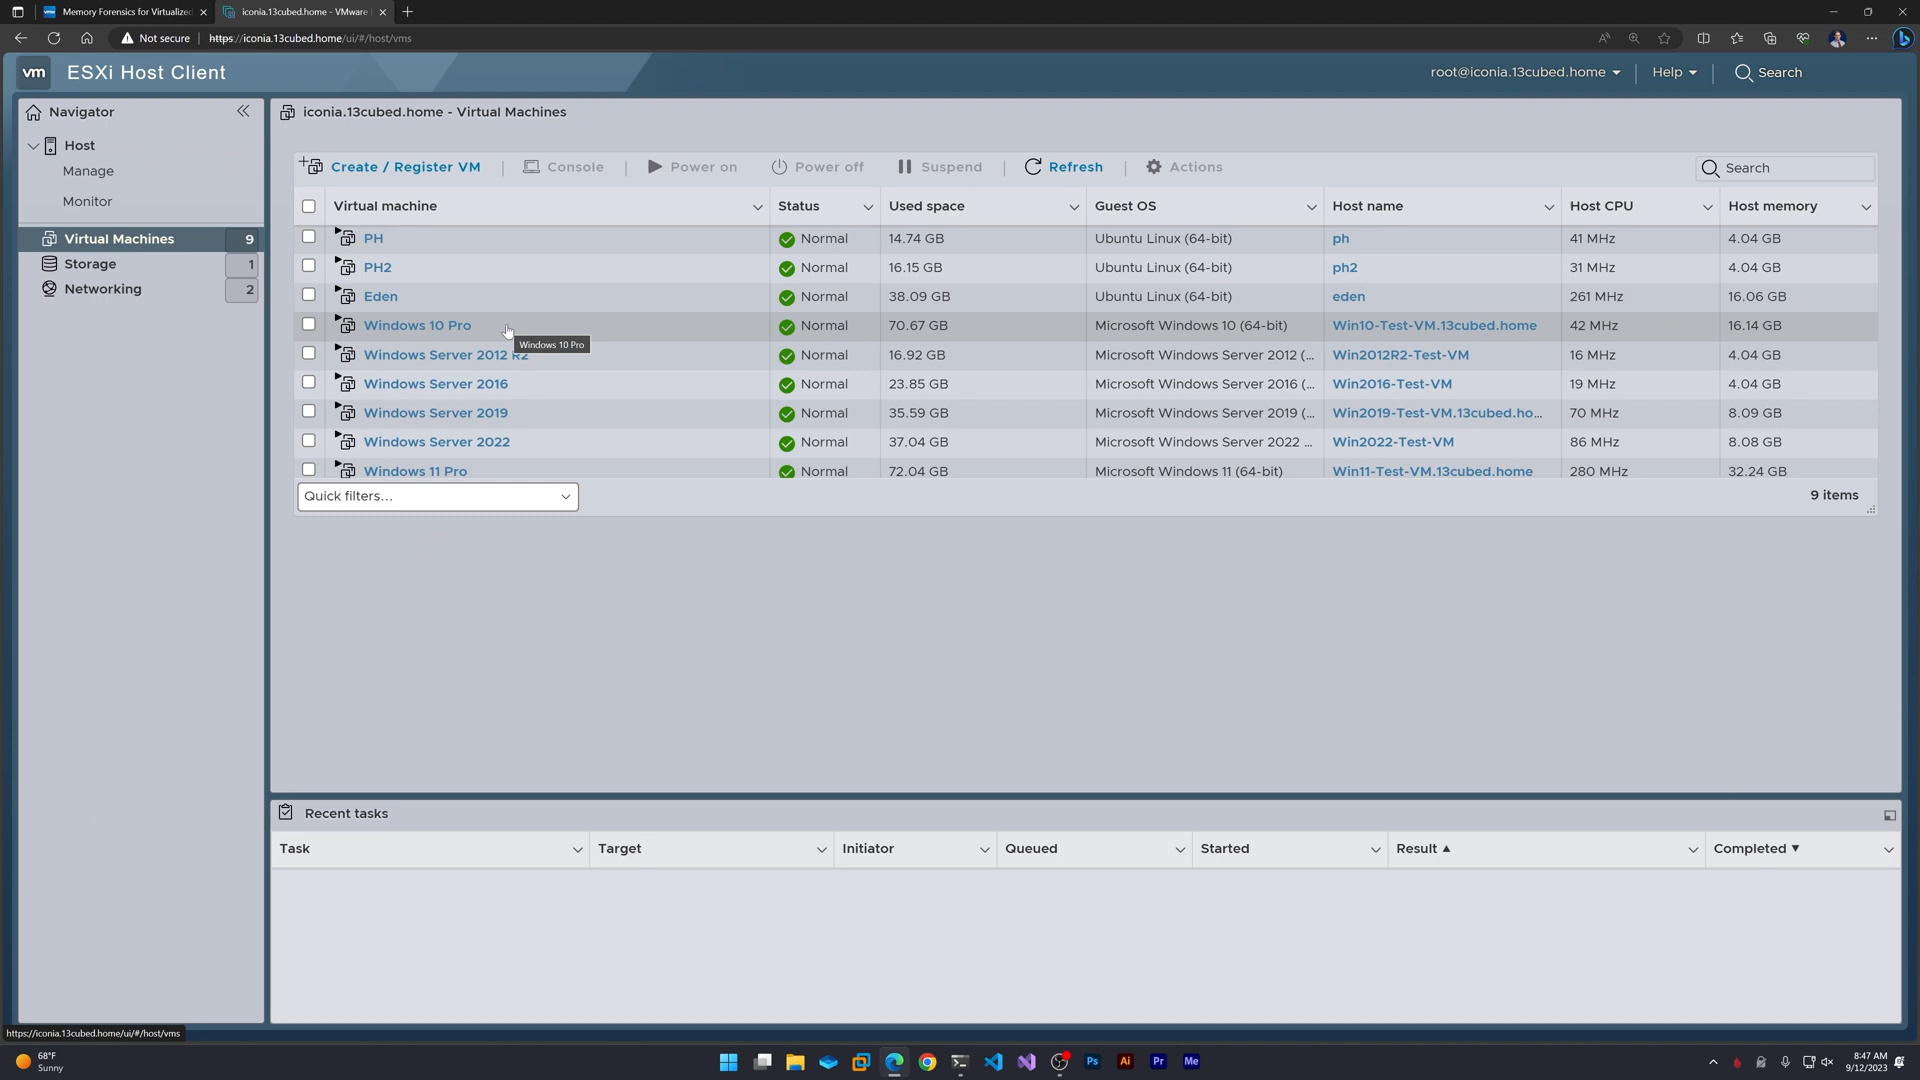 Memory Forensics for Virtualized
iconia.13cubed.home - VMware
Not secure
https://iconia.13cubed.home/ui/#/host/vms
vm
ESXi Host Client
root@iconia.13cubed.home
Help
Search
Navigator
Host
Manage
Monitor
Virtual Machines 9
Storage 1
Networking 2
iconia.13cubed.home - Virtual Machines
Create / Register VM
Console
Power on
Power off
Suspend
Refresh
Actions
Search
Virtual machine Status Used space Guest OS Host name Host CPU Host memory
PH Normal 14.74 GB Ubuntu Linux (64-bit) ph 41 MHz 4.04 GB
PH2 Normal 16.15 GB Ubuntu Linux (64-bit) ph2 31 MHz 4.04 GB
Eden Normal 38.09 GB Ubuntu Linux (64-bit) eden 261 MHz 16.06 GB
Windows 10 Pro Normal 70.67 GB Microsoft Windows 10 (64-bit) Win10-Test-VM.13cubed.home 42 MHz 16.14 GB
Windows 10 Pro
Windows Server 2012 R2 Normal 16.92 GB Microsoft Windows Server 2012 (... Win2012R2-Test-VM 16 MHz 4.04 GB
Windows Server 2016 Normal 23.85 GB Microsoft Windows Server 2016 (... Win2016-Test-VM 19 MHz 4.04 GB
Windows Server 2019 Normal 35.59 GB Microsoft Windows Server 2019 (... Win2019-Test-VM.13cubed.ho... 70 MHz 8.09 GB
Windows Server 2022 Normal 37.04 GB Microsoft Windows Server 2022 ... Win2022-Test-VM 86 MHz 8.08 GB
Windows 11 Pro Normal 72.04 GB Microsoft Windows 11 (64-bit) Win11-Test-VM.13cubed.home 280 MHz 32.24 GB
Quick filters...
9 items
Recent tasks
Task Target Initiator Queued Started Result Completed
https://iconia.13cubed.home/ui/#/host/vms
68°F
Sunny
Ps
Ai
Pr
Me
8:47 AM
9/12/2023